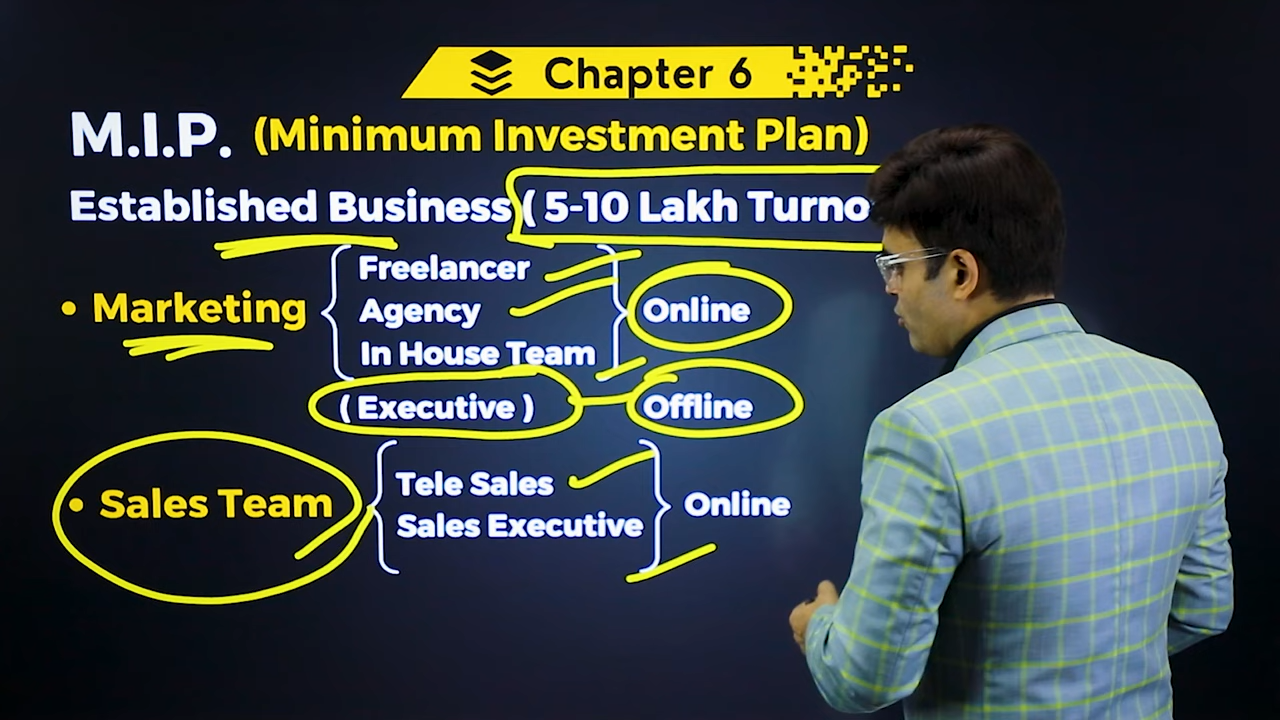 Chapter 6
M.I.P. (Minimum Investment Plan)
Established Business ( 5-10 Lakh
• Marketing
Freelancer
Agency
In House Team
Online
( Executive )
Offline
• Sales Team
Tele Sales
Sales Executive
Online